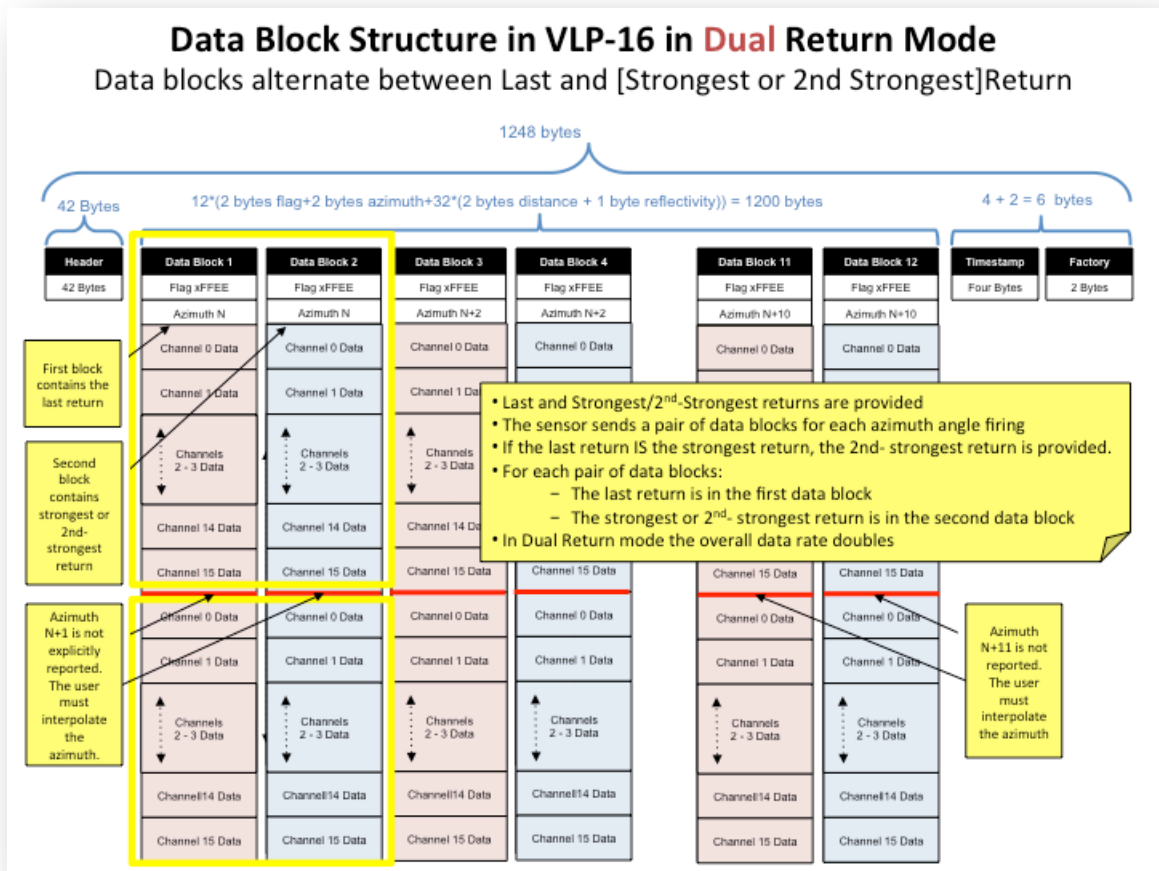 Data Block Structure in VLP-16 in Dual Return Mode
Data blocks alternate between Last and [Strongest or 2nd Strongest]Return
1248 bytes
42 Bytes
12*(2 bytes flag+2 bytes azimuth+32*(2 bytes distance + 1 byte reflectivity)) = 1200 bytes
4 + 2 = 6 bytes
Header
42 Bytes
Data Block 1
Flag xFFEE
Azimuth N
Channel 0 Data
Channel 1 Data
Channels
2 - 3 Data
Channel 14 Data
Channel 15 Data
Channel 0 Data
Channel 1 Data
Channels
2 - 3 Data
Channell14 Data
Channel 15 Data
Data Block 2
Flag xFFEE
Azimuth N
Channel 0 Data
Channel 1 Data
Channels
2 - 3 Data
Channel 14 Data
Channel 15 Data
Channel 0 Data
Channel 1 Data
Channels
2 - 3 Data
Channell14 Data
Channel 15 Data
Data Block 3
Flag xFFEE
Azimuth N+2
Channel 0 Data
Channel 1 Dat
Channels
2 - 3 Data
Channel 14 Dat
Channel 15 Data
Channel 0 Data
Channel 1 Data
Channels
2 - 3 Data
Channell14 Data
Channel 15 Data
Data Block 4
Flag xFFEE
Azimuth N+2
Channel 0 Data
Channel 15 Data
Channel 0 Data
Channel 1 Data
Channels
2 - 3 Data
Channell14 Data
Channel 15 Data
Data Block 11
Flag xFFEE
Azimuth N+10
Channel 0 Data
Channel 15 Data
Channel 0 Data
Channel 1 Data
Channels
2 - 3 Data
Channell14 Data
Channel 15 Data
Data Block 12
Flag xFFEE
Azimuth N+10
Channel 0 Data
Channel 15 Data
Channel 0 Data
Channel 1 Data
Channels
2 - 3 Data
Channell14 Data
Channel 15 Data
Timestamp
Four Bytes
Factory
2 Byte
First block
contains the
last return
Second
block
contains
strongest or
2nd-
strongest
return
Azimuth
N+1 is not
explicitly
reported.
The user
must
interpolate
the
azimuth.
• Last and Strongest/2nd-Strongest returns are provided
• The sensor sends a pair of data blocks for each azimuth angle firing
• If the last return IS the strongest return, the 2nd- strongest return is provided.
• For each pair of data blocks:
– The last return is in the first data block
– The strongest or 2nd- strongest return is in the second data block
• In Dual Return mode the overall data rate doubles
Azimuth
N+11 is not
reported.
The user
must
interpolate
the azimuth